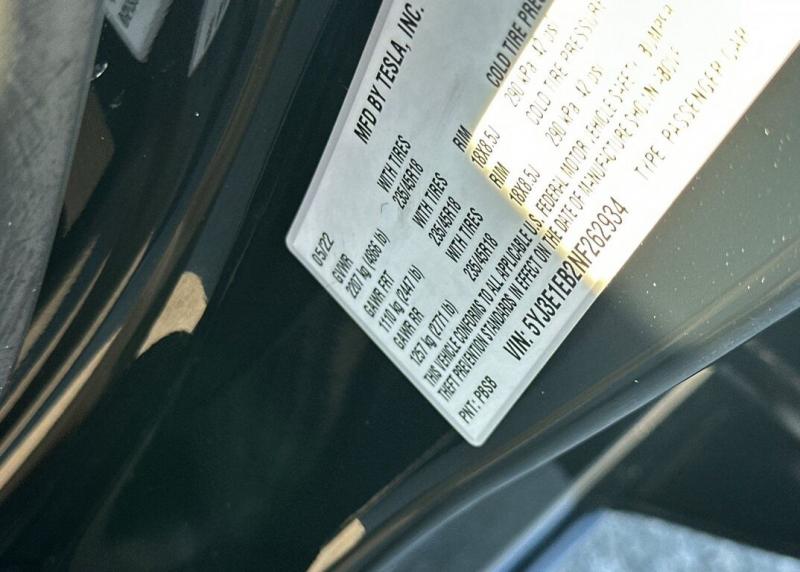 MFD BY TESLA, INC.
05/22
GVWR
2207 kg (4866 lb) WITH TIRES RIM COLD TIRE
GAWR FRT 235/45R18 18X8.5J 290 kPa 42 psi
1110 kg (2447 lb) WITH TIRES RIM COLD TIRE PRESSURE
GAWR RR 235/45R18 18X8.5J 290 kPa 42 psi
1257 kg (2771 lb) WITH TIRES
235/45R18
THIS VEHICLE CONFORMS TO ALL APPLICABLE U.S. FEDERAL MOTOR VEHICLE SAFETY BUMPER
THEFT PREVENTION STANDARDS IN EFFECT ON THE DATE OF MANUFACTURE SHOWN ABOVE
VIN: 5YJ3E1EB2NF262934 TYPE PASSENGER CAR
PNT: PBSB